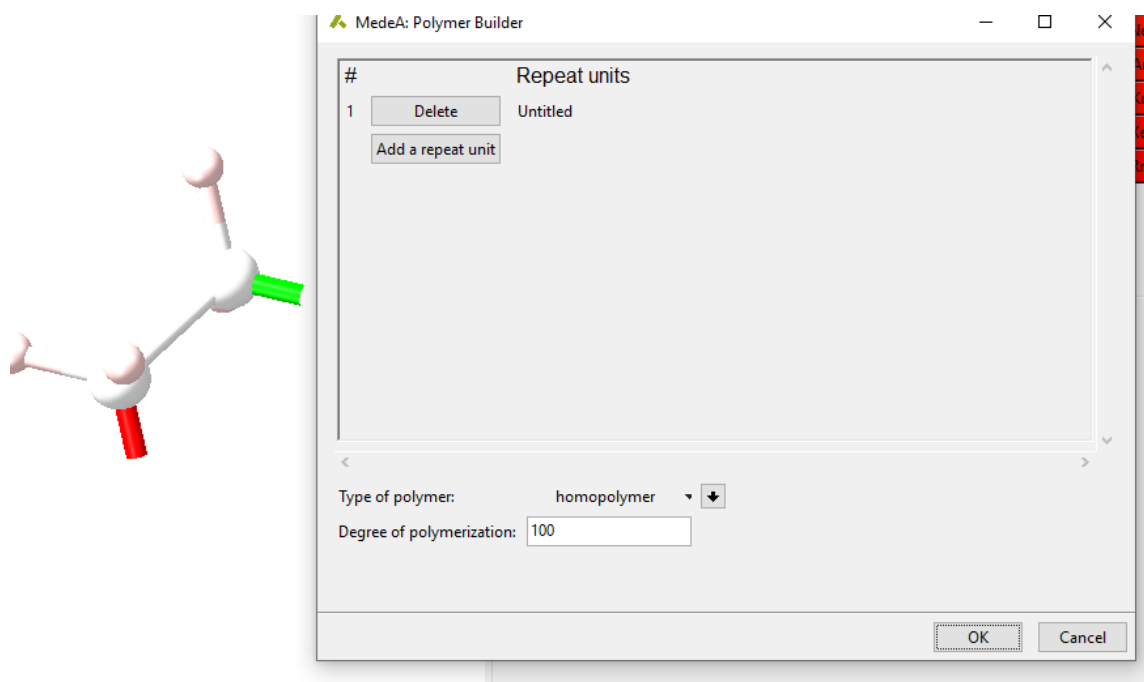 MedeA: Polymer Builder
# Repeat units
1 Delete Untitled
Add a repeat unit
Type of polymer: homopolymer
Degree of polymerization: 100
OK Cancel